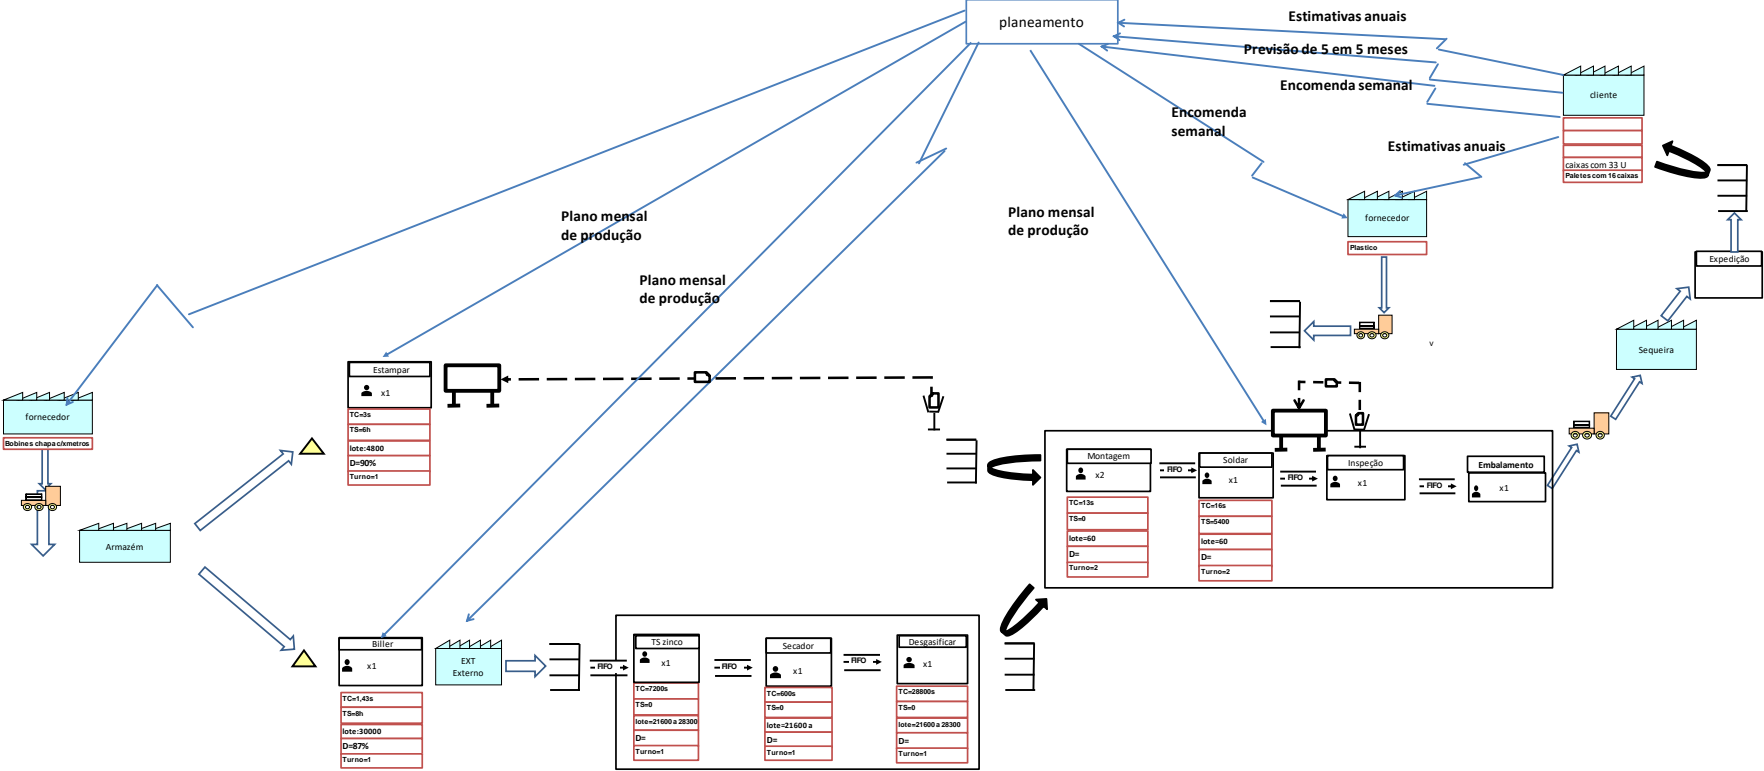 planeamento
Estimativas anuais
Previsão de 5 em 5 meses
Encomenda semanal
cliente
caixas com 33 U
Paletes com 16 caixas
Encomenda
semanal
Estimativas anuais
fornecedor
Plastico
Plano mensal
de produção
Plano mensal
de produção
Plano mensal
de produção
Expedição
Sequeira
v
fornecedor
Bobines chapa c/xmetros
Armazém
Estampar
x1
TC=3s
TS=6h
lote:4800
D=90%
Turno=1
Montagem
x2
TC=13s
TS=0
lote=60
D=
Turno=2
FIFO
Soldar
x1
TC=16s
TS=5400
lote=60
D=
Turno=2
FIFO
Inspeção
x1
FIFO
Embalamento
x1
Biller
x1
TC=1,43s
TS=8h
lote:30000
D=87%
Turno=1
EXT
Externo
FIFO
TS zinco
x1
TC=7200s
TS=0
lote=21600 a 28300
D=
Turno=1
FIFO
Secador
x1
TC=600s
TS=0
lote=21600 a
D=
Turno=1
FIFO
Desgasificar
x1
TC=28800s
TS=0
lote=21600 a 28300
D=
Turno=1